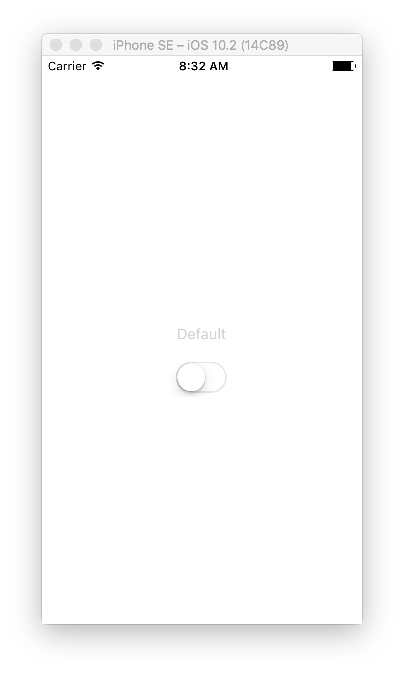 iPhone SE – iOS 10.2 (14C89)
Carrier 8:32 AM
Default